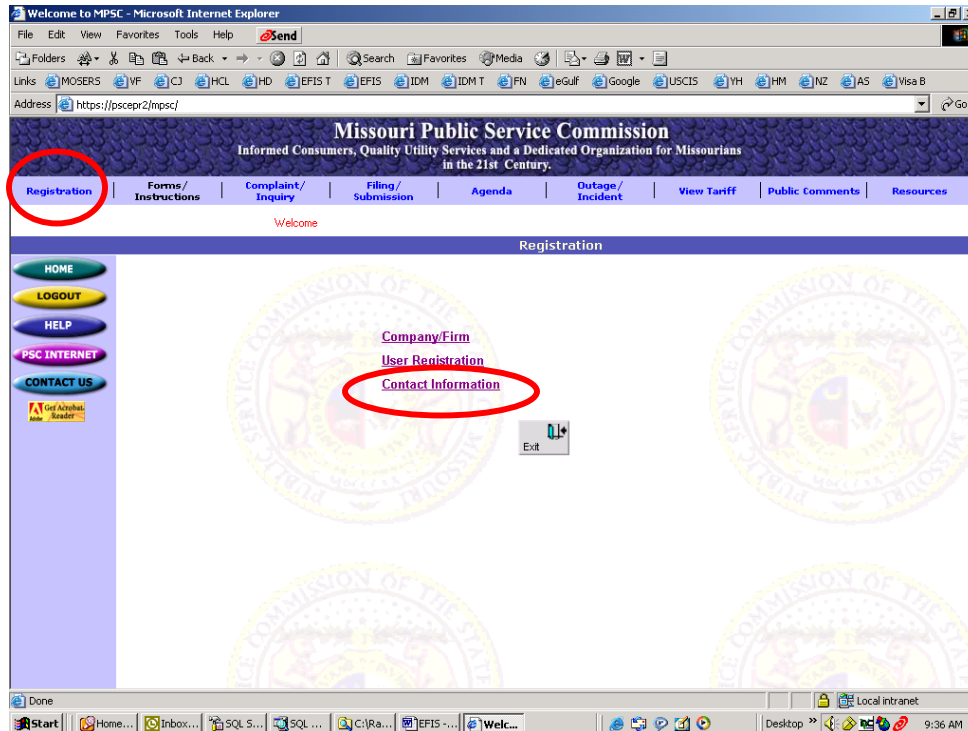 Welcome to MPSC - Microsoft Internet Explorer
File Edit View Favorites Tools Help Send
Folders Back Search Favorites Media
Links MOSERS VF CJ HCL HD EFIS T EFIS IDM IDM T FN eGulf Google USCIS YH HM NZ AS Visa B
Address https://pscepr2/mpsc/ Go
Missouri Public Service Commission
Informed Consumers, Quality Utility Services and a Dedicated Organization for Missourians
in the 21st Century.
Registration | Forms/ Instructions | Complaint/ Inquiry | Filing/ Submission | Agenda | Outage/ Incident | View Tariff | Public Comments | Resources
Welcome
Registration
HOME
LOGOUT
HELP
PSC INTERNET
CONTACT US
Get Acrobat
Adobe Reader
Company/Firm
User Registration
Contact Information
Exit
Done Local intranet
Start Home... Inbox... SQL S... SQL ... C:\Ra... EFIS -... Welc... Desktop » 9:36 AM